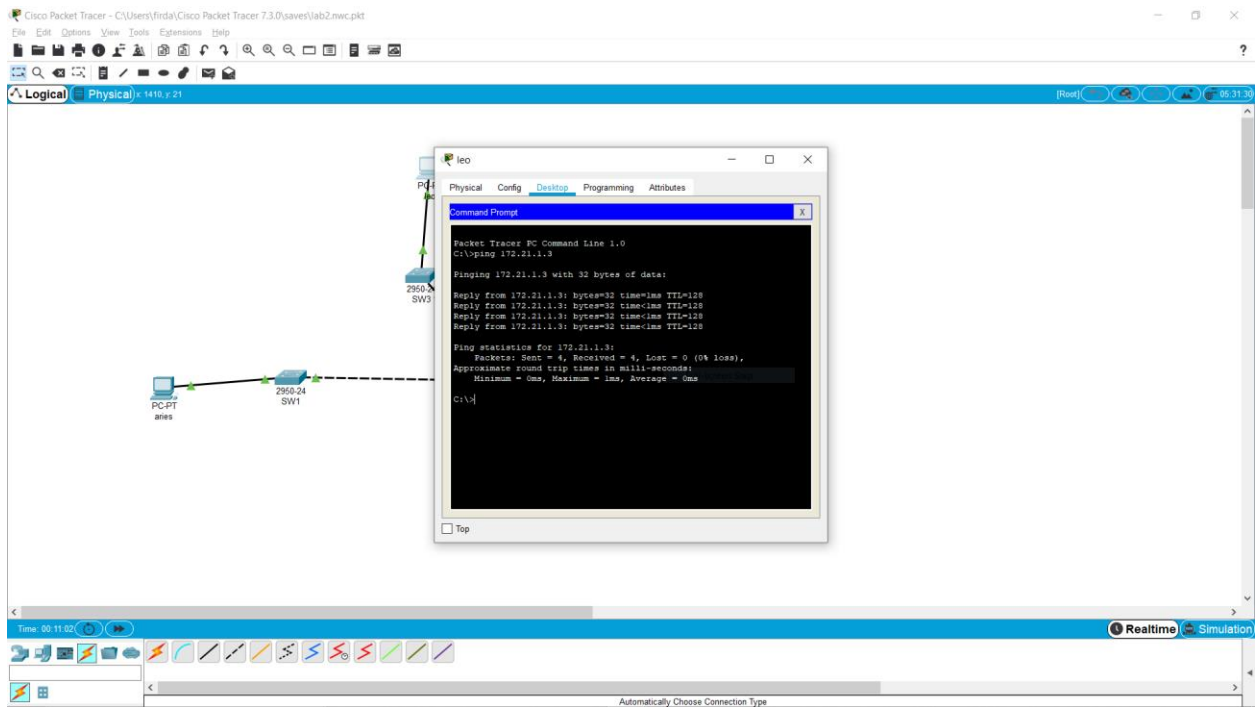 Cisco Packet Tracer - C:\Users\firda\Cisco Packet Tracer 7.3.0\saves\lab2.nwc.pkt
File Edit Options View Tools Extensions Help
?
Logical Physical x: 1410, y: 21
[Root] 05:31:30
leo
Physical Config Desktop Programming Attributes
Command Prompt
X
Packet Tracer PC Command Line 1.0
C:\>ping 172.21.1.3
Pinging 172.21.1.3 with 32 bytes of data:
Reply from 172.21.1.3: bytes=32 time=1ms TTL=128
Reply from 172.21.1.3: bytes=32 time<1ms TTL=128
Reply from 172.21.1.3: bytes=32 time<1ms TTL=128
Reply from 172.21.1.3: bytes=32 time<1ms TTL=128
Ping statistics for 172.21.1.3:
Packets: Sent = 4, Received = 4, Lost = 0 (0% loss),
Approximate round trip times in milli-seconds:
Minimum = 0ms, Maximum = 1ms, Average = 0ms
C:\>
Top
2950-2
SW3
2950-24
SW1
PC-PT
aries
Time: 00:11:02
Realtime Simulation
Automatically Choose Connection Type